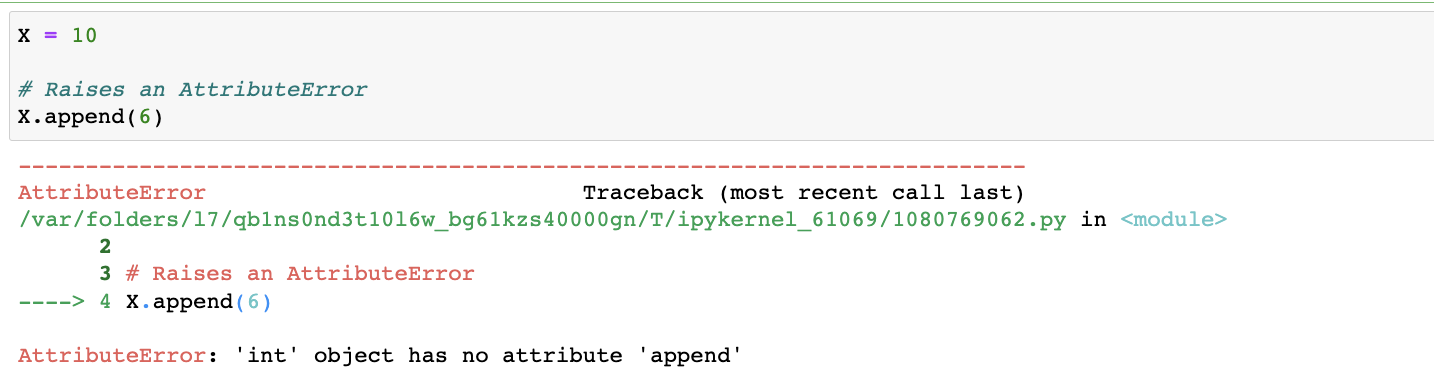 X = 10
# Raises an AttributeError
X.append(6)
---------------------------------------------------------------------------
AttributeError                            Traceback (most recent call last)
/var/folders/l7/qb1ns0nd3t10l6w_bg61kzs40000gn/T/ipykernel_61069/1080769062.py in <module>
      2
      3 # Raises an AttributeError
----> 4 X.append(6)
AttributeError: 'int' object has no attribute 'append'